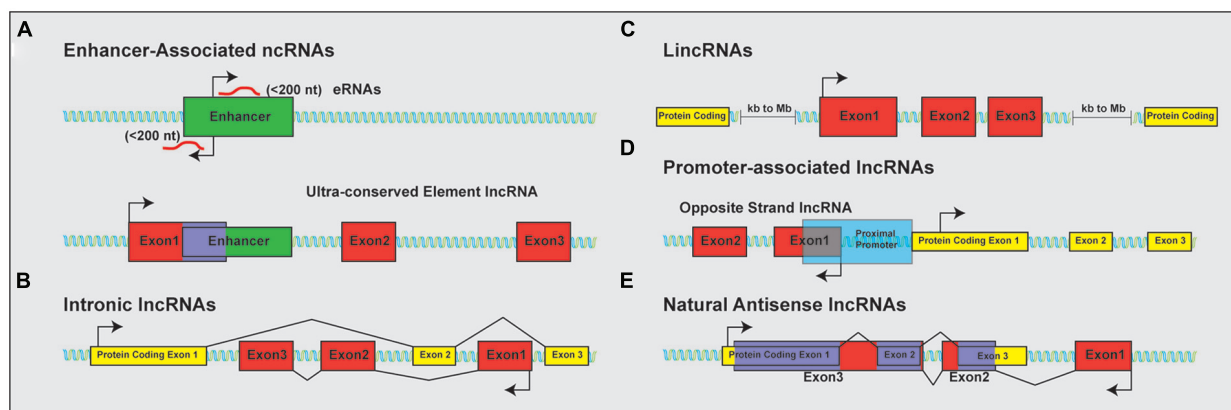 A
Enhancer-Associated ncRNAs
(<200 nt) eRNAs
Enhancer
(<200 nt)
Ultra-conserved Element lncRNA
Exon1 Enhancer Exon2 Exon3
B
Intronic lncRNAs
Protein Coding Exon 1 Exon3 Exon2 Exon 2 Exon1 Exon 3
C
LincRNAs
kb to Mb kb to Mb
Protein Coding Exon1 Exon2 Exon3 Protein Coding
D
Promoter-associated lncRNAs
Opposite Strand lncRNA
Exon2 Exon1 Proximal Promoter Protein Coding Exon 1 Exon 2 Exon 3
E
Natural Antisense lncRNAs
Protein Coding Exon 1 Exon 2 Exon 3 Exon1
Exon3 Exon2